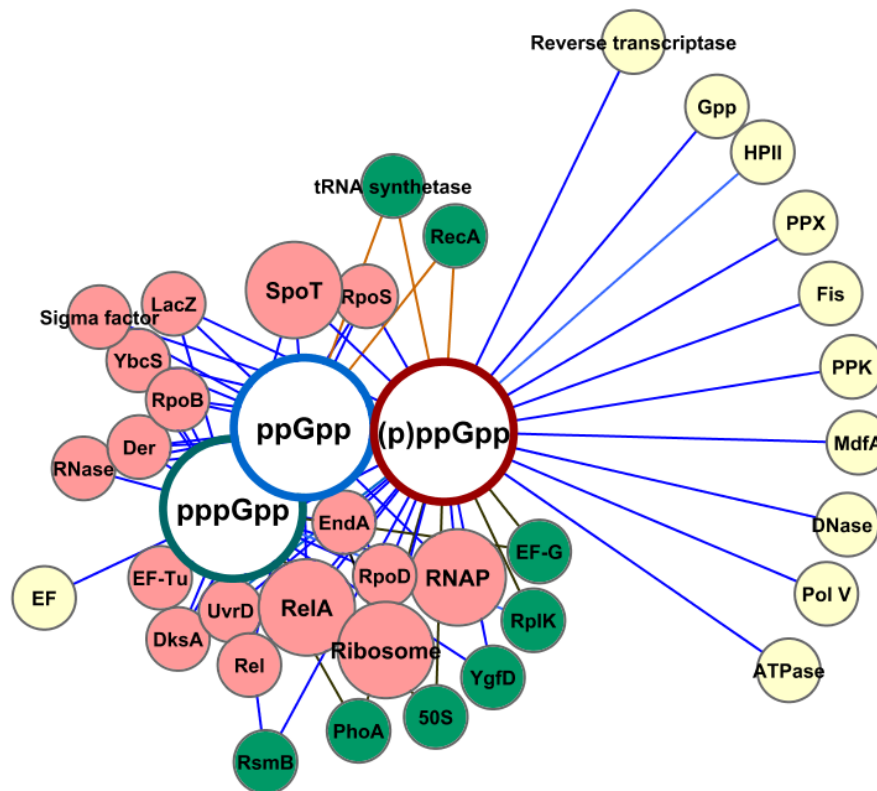 Reverse transcriptase
Gpp
HPII
tRNA synthetase
RecA
PPX
SpoT
RpoS
Fis
LacZ
Sigma factor
YbcS
PPK
RpoB
ppGpp
(p)ppGpp
MdfA
Der
RNase
pppGpp
EndA
DNase
EF-G
RpoD
RNAP
EF-Tu
Pol V
EF
UvrD
RelA
RplK
DksA
Ribosome
Rel
YgfD
ATPase
50S
PhoA
RsmB